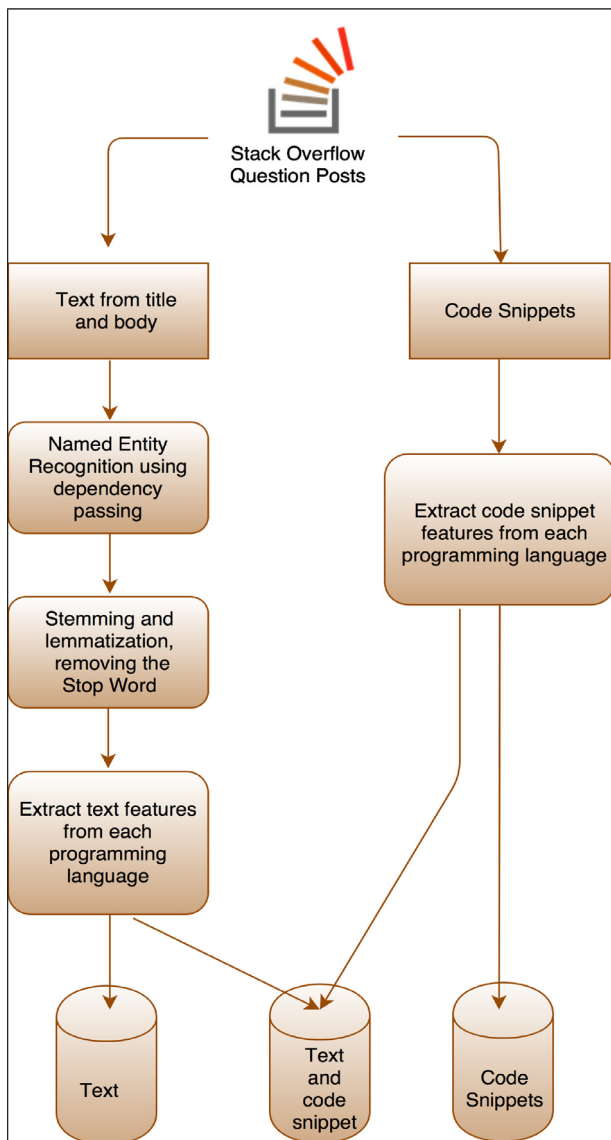 Stack Overflow
Question Posts
Text from title
and body
Code Snippets
Named Entity
Recognition using
dependency
passing
Extract code snippet
features from each
programming language
Stemming and
lemmatization,
removing the
Stop Word
Extract text features
from each
programming
language
Text
Text
and
code
snippet
Code
Snippets